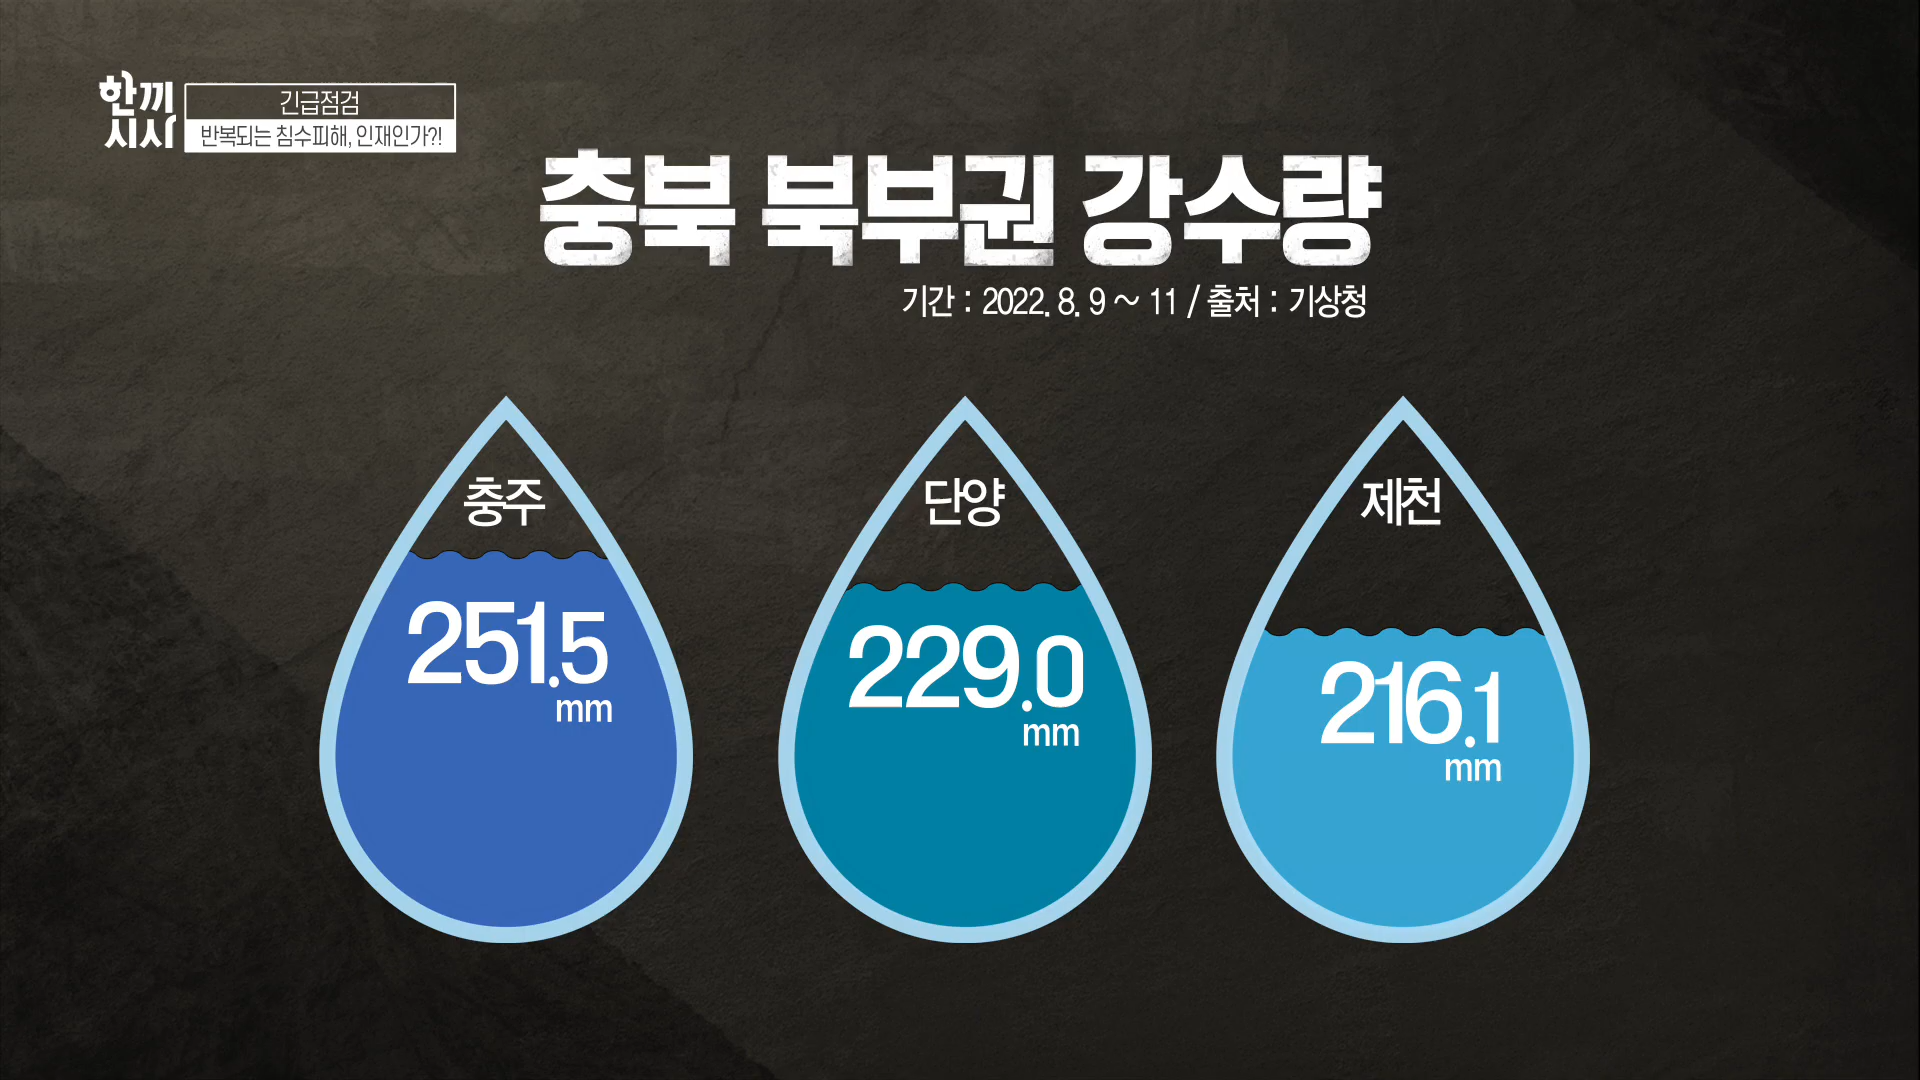 한끼
시사
긴급점검
반복되는 침수피해, 인재인가?!
충북 북부권 강수량
기간 : 2022. 8. 9 ~ 11 / 출처 : 기상청
충주
251.5
mm
단양
229.0
mm
제천
216.1
mm